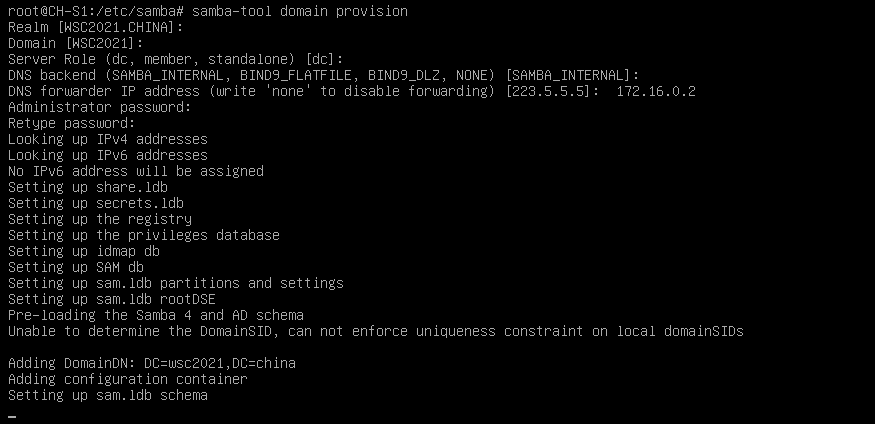 root@CH-S1:/etc/samba# samba-tool domain provision
Realm [WSC2021.CHINA]:
Domain [WSC2021]:
Server Role (dc, member, standalone) [dc]:
DNS backend (SAMBA_INTERNAL, BIND9_FLATFILE, BIND9_DLZ, NONE) [SAMBA_INTERNAL]:
DNS forwarder IP address (write 'none' to disable forwarding) [223.5.5.5]:  172.16.0.2
Administrator password:
Retype password:
Looking up IPv4 addresses
Looking up IPv6 addresses
No IPv6 address will be assigned
Setting up share.ldb
Setting up secrets.ldb
Setting up the registry
Setting up the privileges database
Setting up idmap db
Setting up SAM db
Setting up sam.ldb partitions and settings
Setting up sam.ldb rootDSE
Pre-loading the Samba 4 and AD schema
Unable to determine the DomainSID, can not enforce uniqueness constraint on local domainSIDs
Adding DomainDN: DC=wsc2021,DC=china
Adding configuration container
Setting up sam.ldb schema